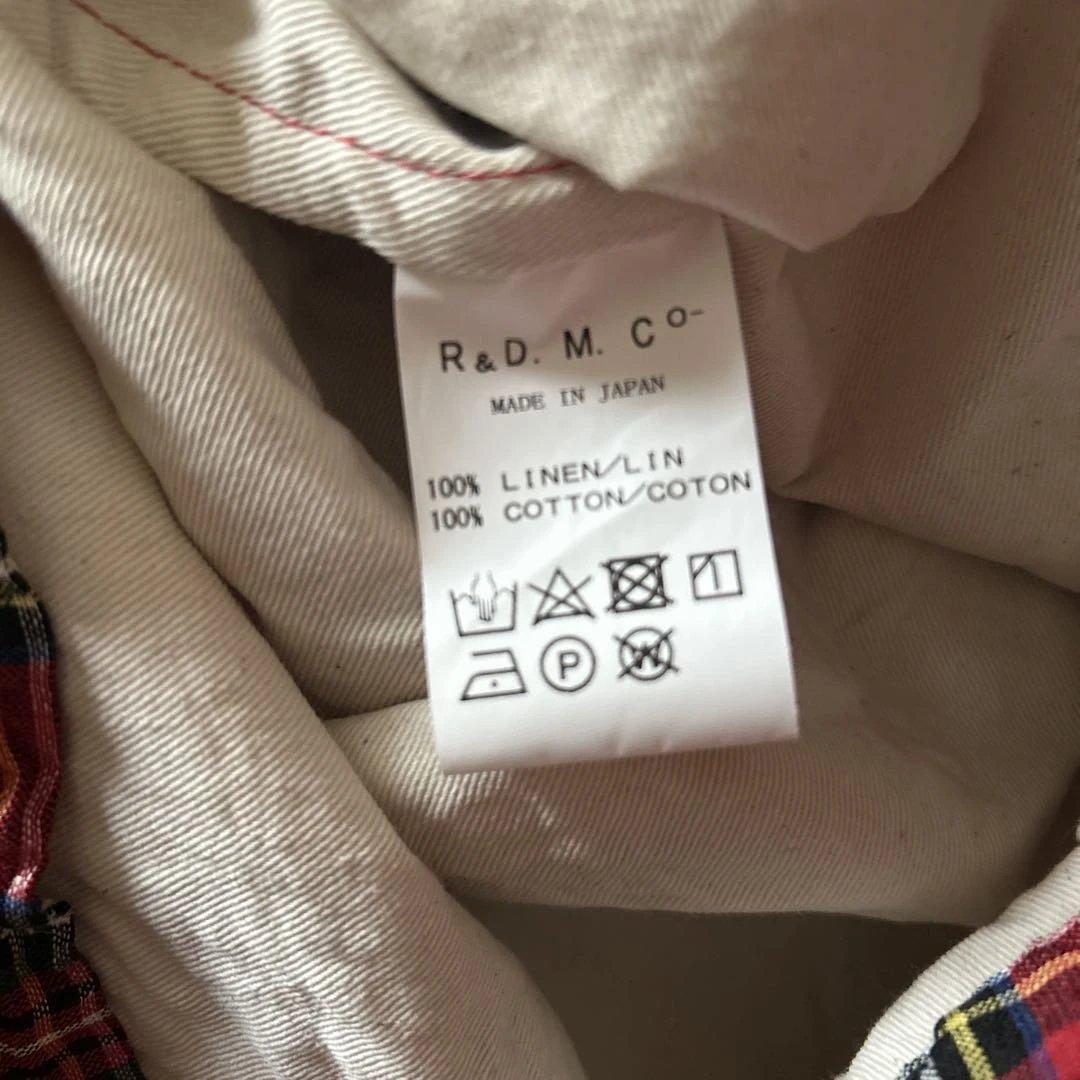 R&D. M. Co-
MADE IN JAPAN
100% LINEN/LIN
100% COTTON/COTON
P W